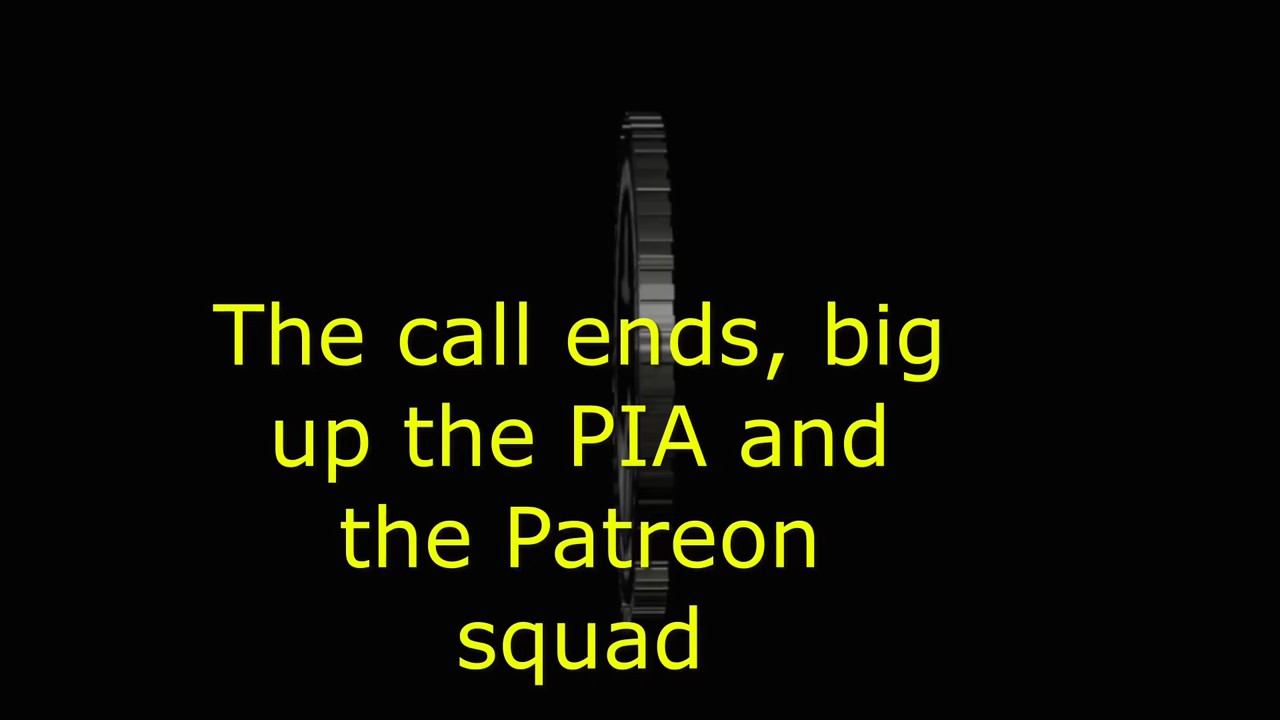 The call ends, big
up the PIA and
the Patreon
squad